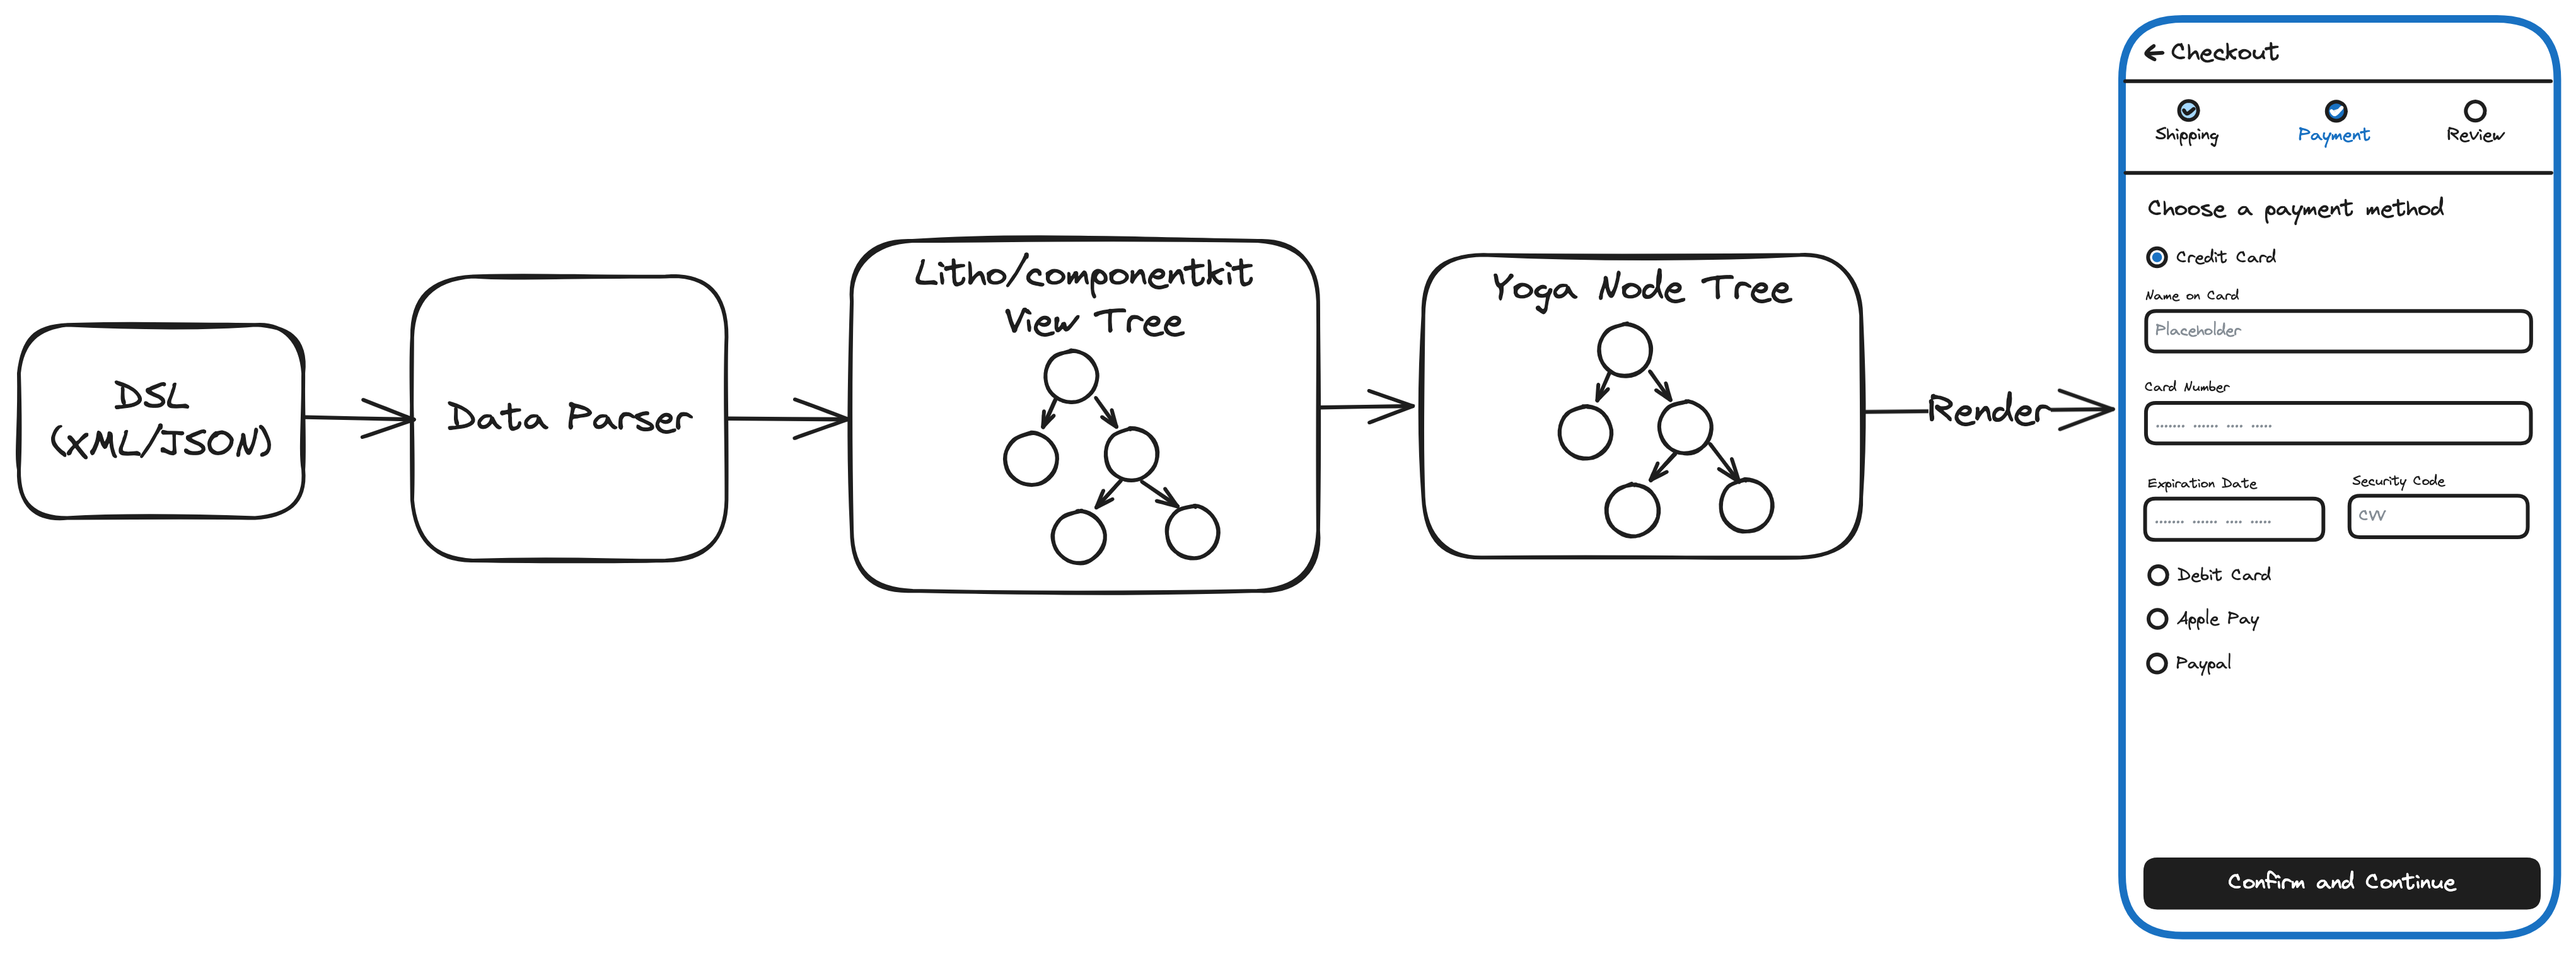 DSL
(XML/JSON)
Data Parser
Litho/componentkit
View Tree
Yoga Node Tree
Render
Checkout
Shipping
Payment
Review
Choose a payment method
Credit Card
Name on Card
Placeholder
Card Number
....... ...... .... .....
Expiration Date
Security Code
....... ...... .... .....
CVV
Debit Card
Apple Pay
Paypal
Confirm and Continue